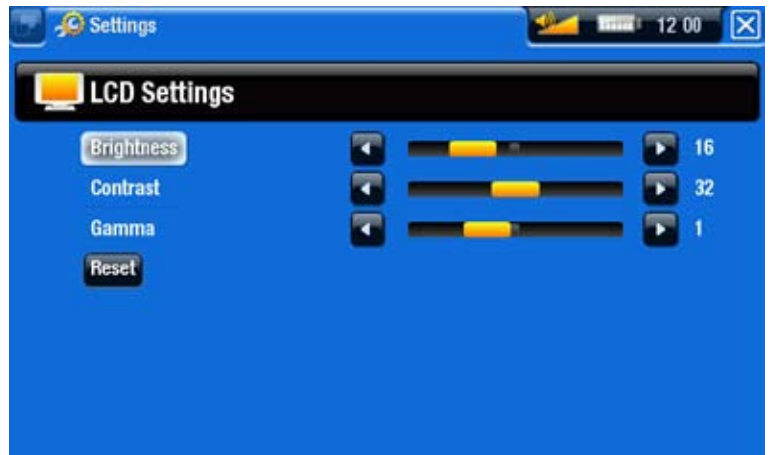 Settings 12 00
LCD Settings
Brightness 16
Contrast 32
Gamma 1
Reset